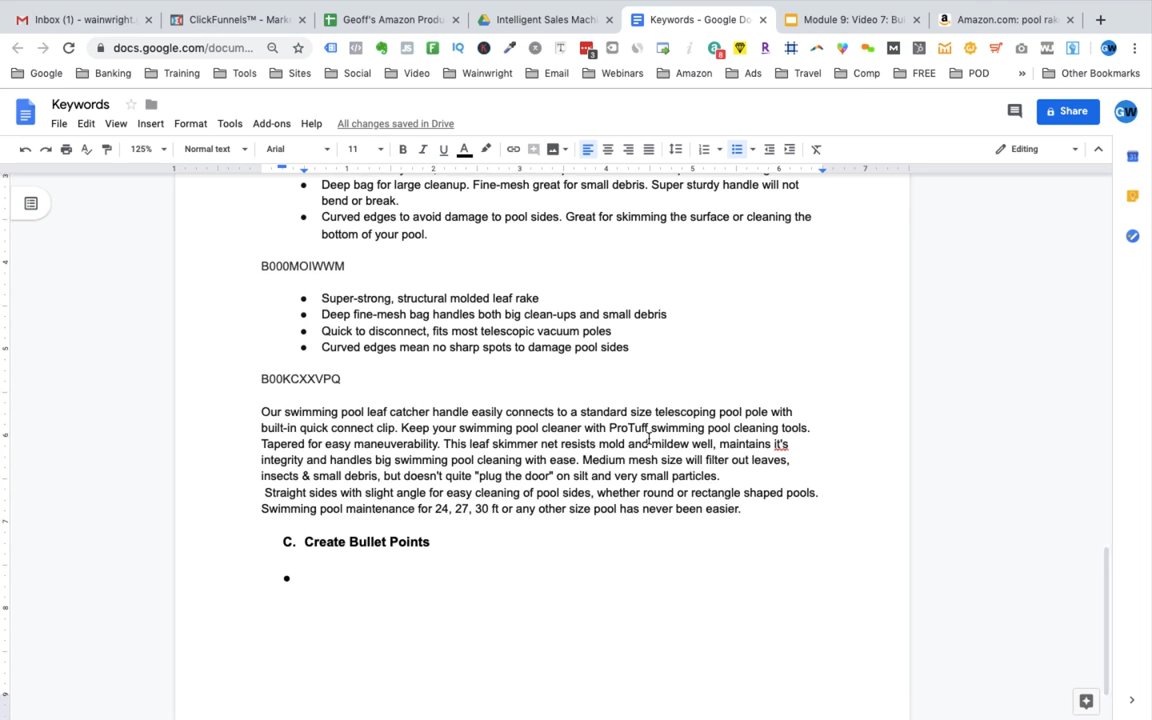 Inbox (1) - wainwright.
ClickFunnels™ - Mark
Geoff's Amazon Produ
Intelligent Sales Mach
Keywords - Google Do
Module 9: Video 7: Bu
Amazon.com: pool rak
docs.google.com/docum...
3
8
GW
Google
Banking
Training
Tools
Sites
Social
Video
Wainwright
Email
Webinars
Amazon
Ads
Travel
Comp
FREE
POD
»
Other Bookmarks
Keywords
File Edit View Insert Format Tools Add-ons Help All changes saved in Drive
Share
GW
125% Normal text Arial 11 B I U A Editing
1 1 2 3 4 5 6 7
● Deep bag for large cleanup. Fine-mesh great for small debris. Super sturdy handle will not
bend or break.
● Curved edges to avoid damage to pool sides. Great for skimming the surface or cleaning the
bottom of your pool.
B000MOIWWM
● Super-strong, structural molded leaf rake
● Deep fine-mesh bag handles both big clean-ups and small debris
● Quick to disconnect, fits most telescopic vacuum poles
● Curved edges mean no sharp spots to damage pool sides
B00KCXXVPQ
Our swimming pool leaf catcher handle easily connects to a standard size telescoping pool pole with
built-in quick connect clip. Keep your swimming pool cleaner with ProTuff swimming pool cleaning tools.
Tapered for easy maneuverability. This leaf skimmer net resists mold and mildew well, maintains it's
integrity and handles big swimming pool cleaning with ease. Medium mesh size will filter out leaves,
insects & small debris, but doesn't quite "plug the door" on silt and very small particles.
Straight sides with slight angle for easy cleaning of pool sides, whether round or rectangle shaped pools.
Swimming pool maintenance for 24, 27, 30 ft or any other size pool has never been easier.
C. Create Bullet Points
●